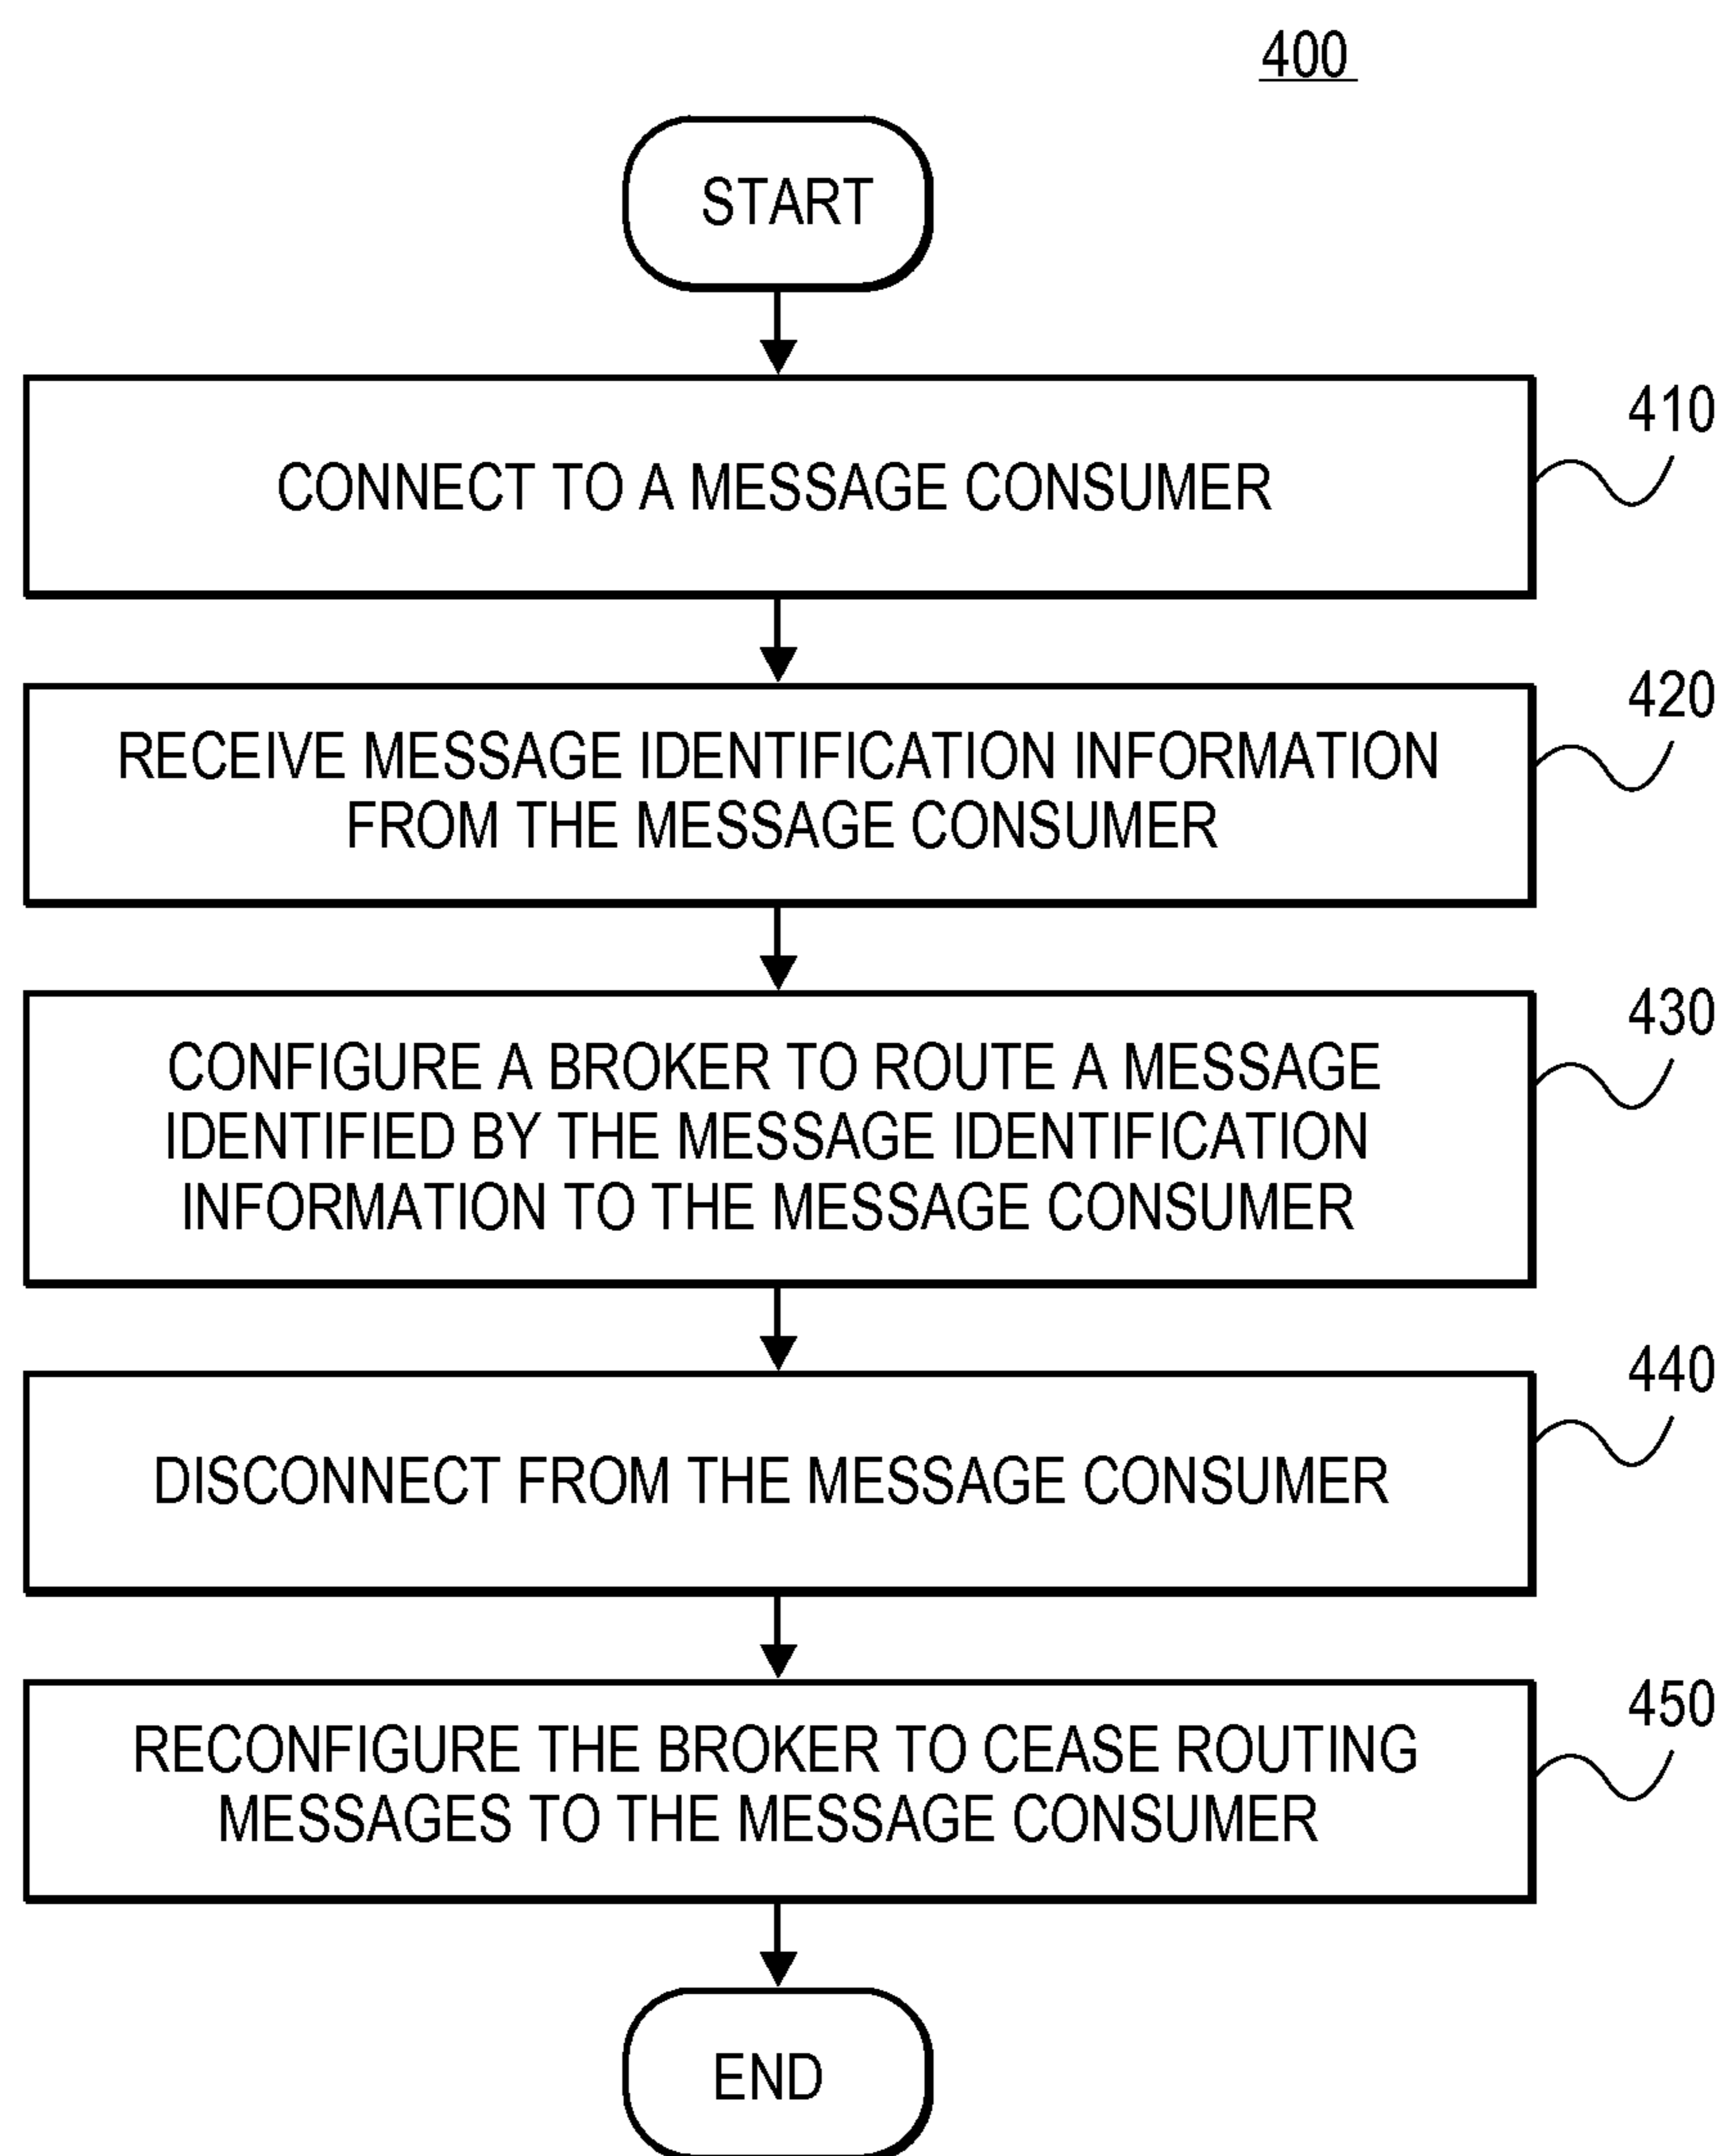 400
START
410
CONNECT TO A MESSAGE CONSUMER
420
RECEIVE MESSAGE IDENTIFICATION INFORMATION
FROM THE MESSAGE CONSUMER
430
CONFIGURE A BROKER TO ROUTE A MESSAGE
IDENTIFIED BY THE MESSAGE IDENTIFICATION
INFORMATION TO THE MESSAGE CONSUMER
440
DISCONNECT FROM THE MESSAGE CONSUMER
450
RECONFIGURE THE BROKER TO CEASE ROUTING
MESSAGES TO THE MESSAGE CONSUMER
END